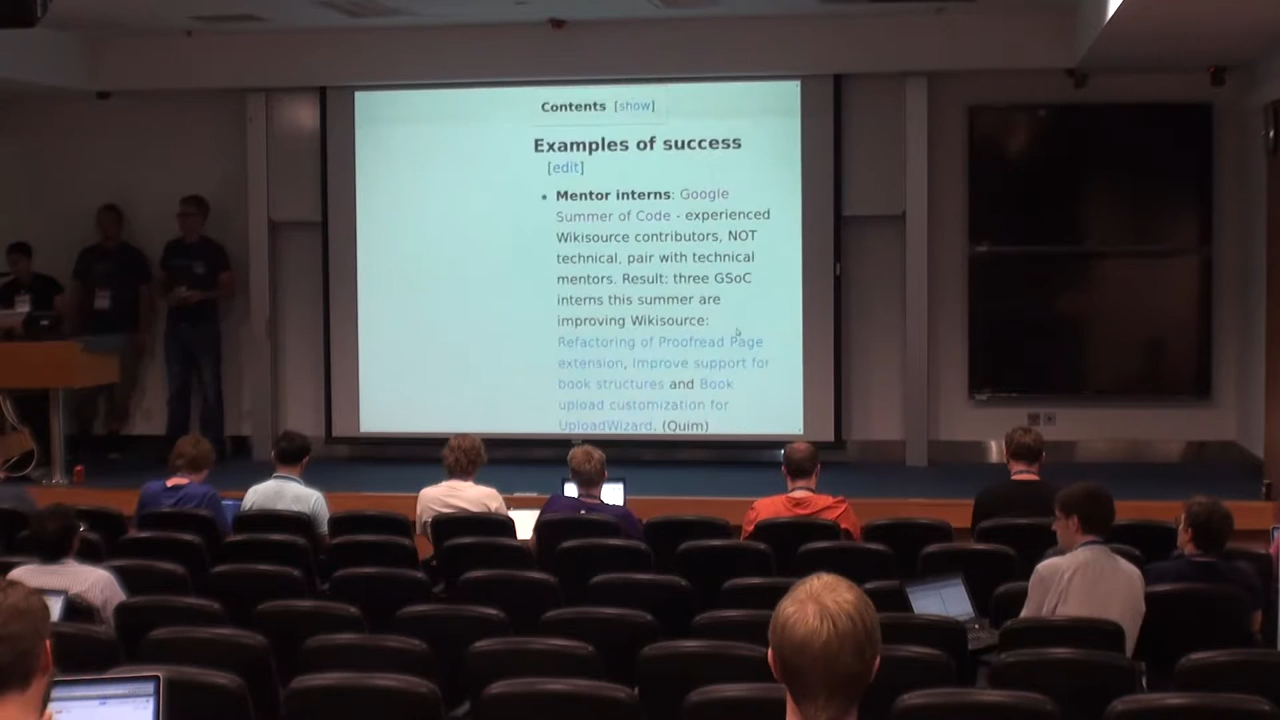 Contents [show]
Examples of success
[edit]
• Mentor interns: Google
Summer of Code - experienced
Wikisource contributors, NOT
technical, pair with technical
mentors. Result: three GSoC
interns this summer are
improving Wikisource:
Refactoring of Proofread Page
extension, Improve support for
book structures and Book
upload customization for
UploadWizard. (Quim)